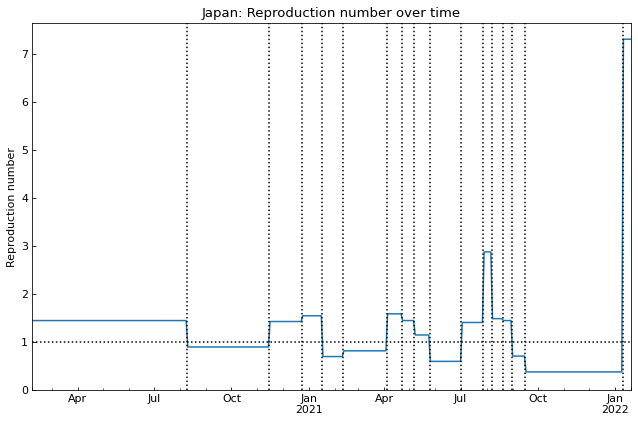 Japan: Reproduction number over time
Reproduction number
7
6
5
4
3
2
1
0
Apr
Jul
Oct
Jan
2021
Apr
Jul
Oct
Jan
2022